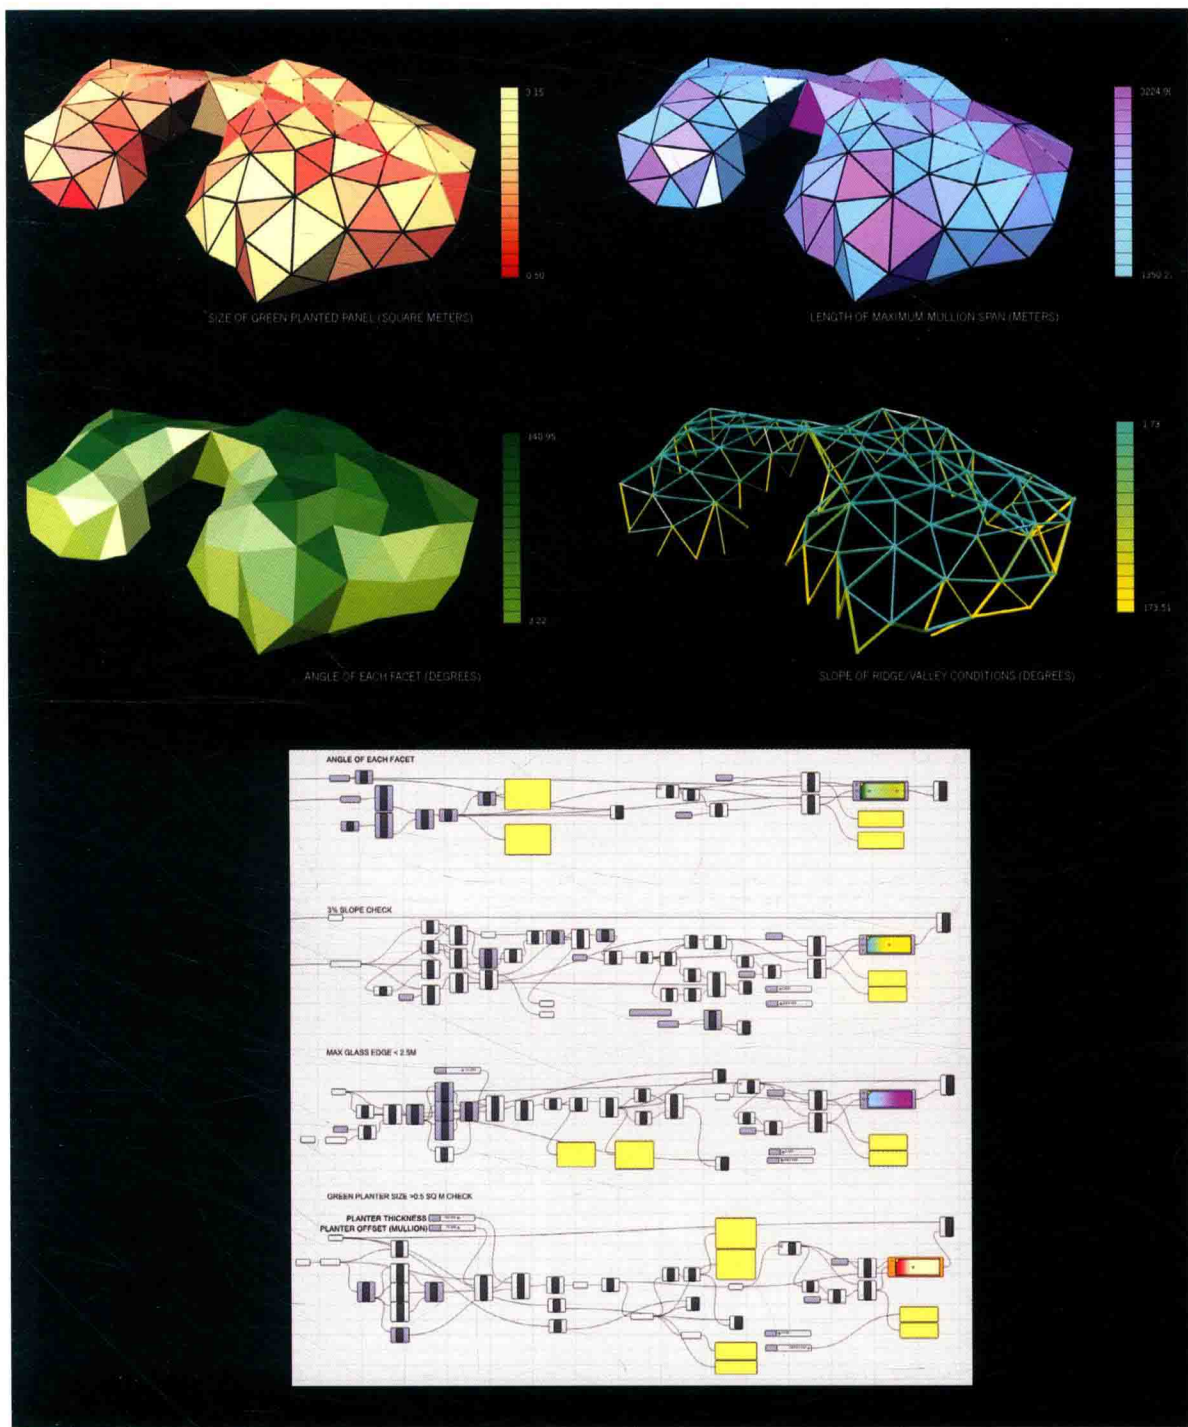 3.15
0.50
SIZE OF GREEN PLANTED PANEL (SQUARE METERS)
LENGTH OF MAXIMUM MULLION SPAN (METERS)
140.95
3.22
ANGLE OF EACH FACET (DEGREES)
1.73
173.51
SLOPE OF RIDGE/VALLEY CONDITIONS (DEGREES)
ANGLE OF EACH FACET
3% SLOPE CHECK
MAX GLASS EDGE < 2.5M
GREEN PLANTER SIZE >0.5 SQ M CHECK
PLANTER THICKNESS
PLANTER OFFSET (MULLION)